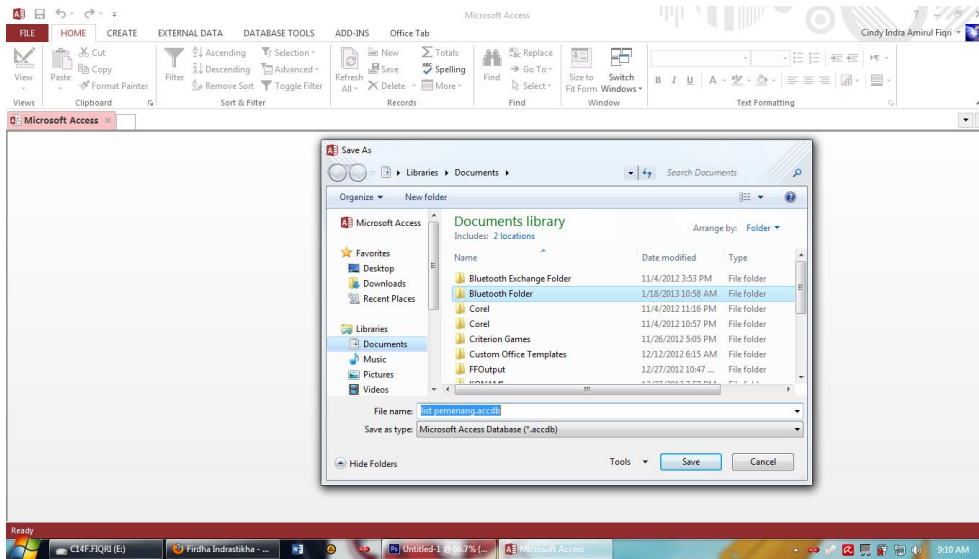 Microsoft Access
FILE HOME CREATE EXTERNAL DATA DATABASE TOOLS ADD-INS Office Tab
Cindy Indra Amirul Fiqri
View
Paste
Cut
Copy
Format Painter
Filter
Ascending
Descending
Remove Sort
Selection
Advanced
Toggle Filter
Refresh All
New
Save
Delete
Totals
Spelling
More
Find
Replace
Go To
Select
Size to Fit Form
Switch Windows
B I U A
Views Clipboard Sort & Filter Records Find Window Text Formatting
Microsoft Access
Save As
Libraries Documents
Search Documents
Organize New folder
Microsoft Access
Favorites
Desktop
Downloads
Recent Places
Libraries
Documents
Music
Pictures
Videos
Documents library
Includes: 2 locations
Arrange by: Folder
Name Date modified Type
Bluetooth Exchange Folder 11/4/2012 3:53 PM File folder
Bluetooth Folder 1/18/2013 10:58 AM File folder
Corel 11/4/2012 11:16 PM File folder
Corel 11/4/2012 10:57 PM File folder
Criterion Games 11/26/2012 5:05 PM File folder
Custom Office Templates 12/12/2012 6:15 AM File folder
FFOutput 12/27/2012 10:47 ... File folder
File name: list pemenang.accdb
Save as type: Microsoft Access Database (*.accdb)
Hide Folders
Tools Save Cancel
Ready
C14F.FIQRI (E:) Firdha Indrastikha - ... Untitled-1 @ 66.7% (... Microsoft Access 9:10 AM